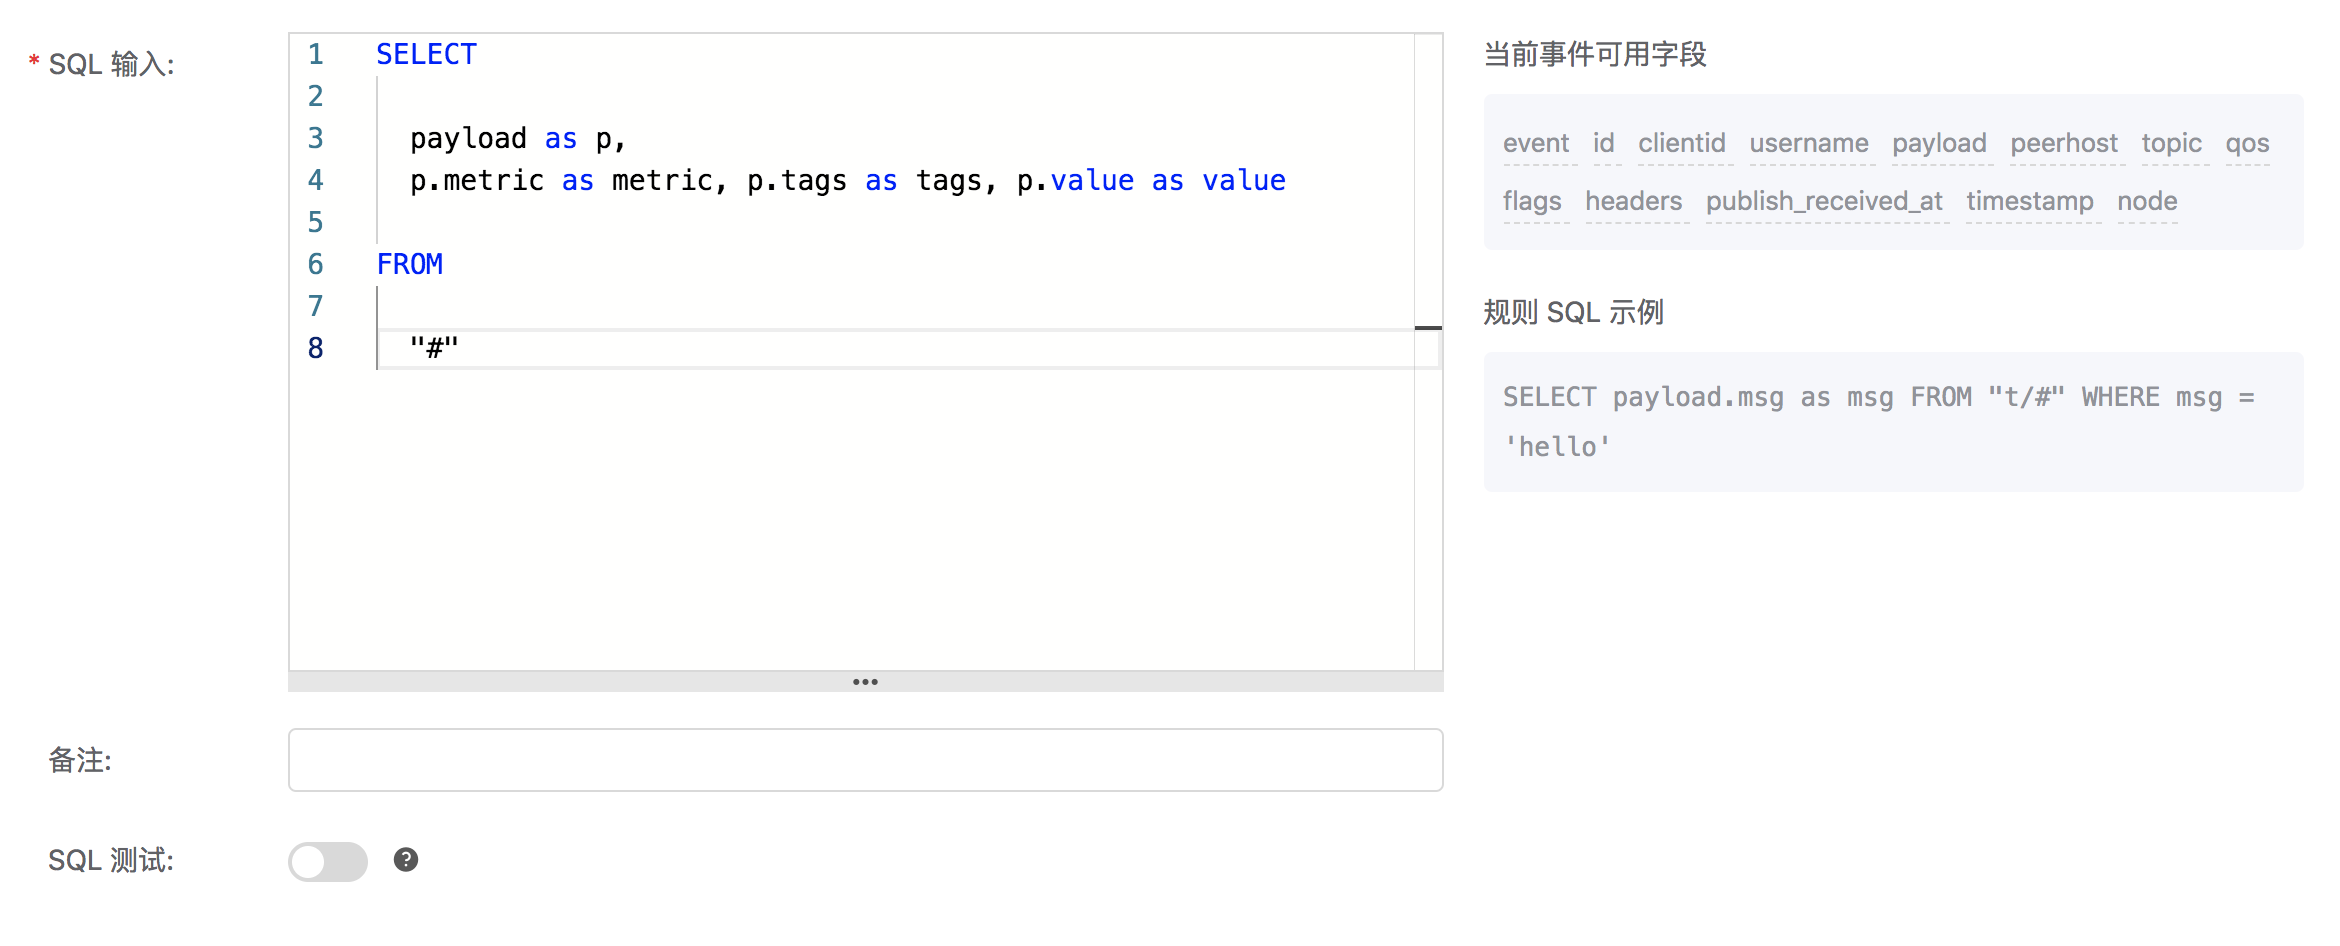 * SQL 输入:
1 SELECT
2
3 payload as p,
4 p.metric as metric, p.tags as tags, p.value as value
5
6 FROM
7
8 "#"
当前事件可用字段
event id clientid username payload peerhost topic qos
flags headers publish_received_at timestamp node
规则 SQL 示例
SELECT payload.msg as msg FROM "t/#" WHERE msg =
'hello'
备注:
SQL 测试: